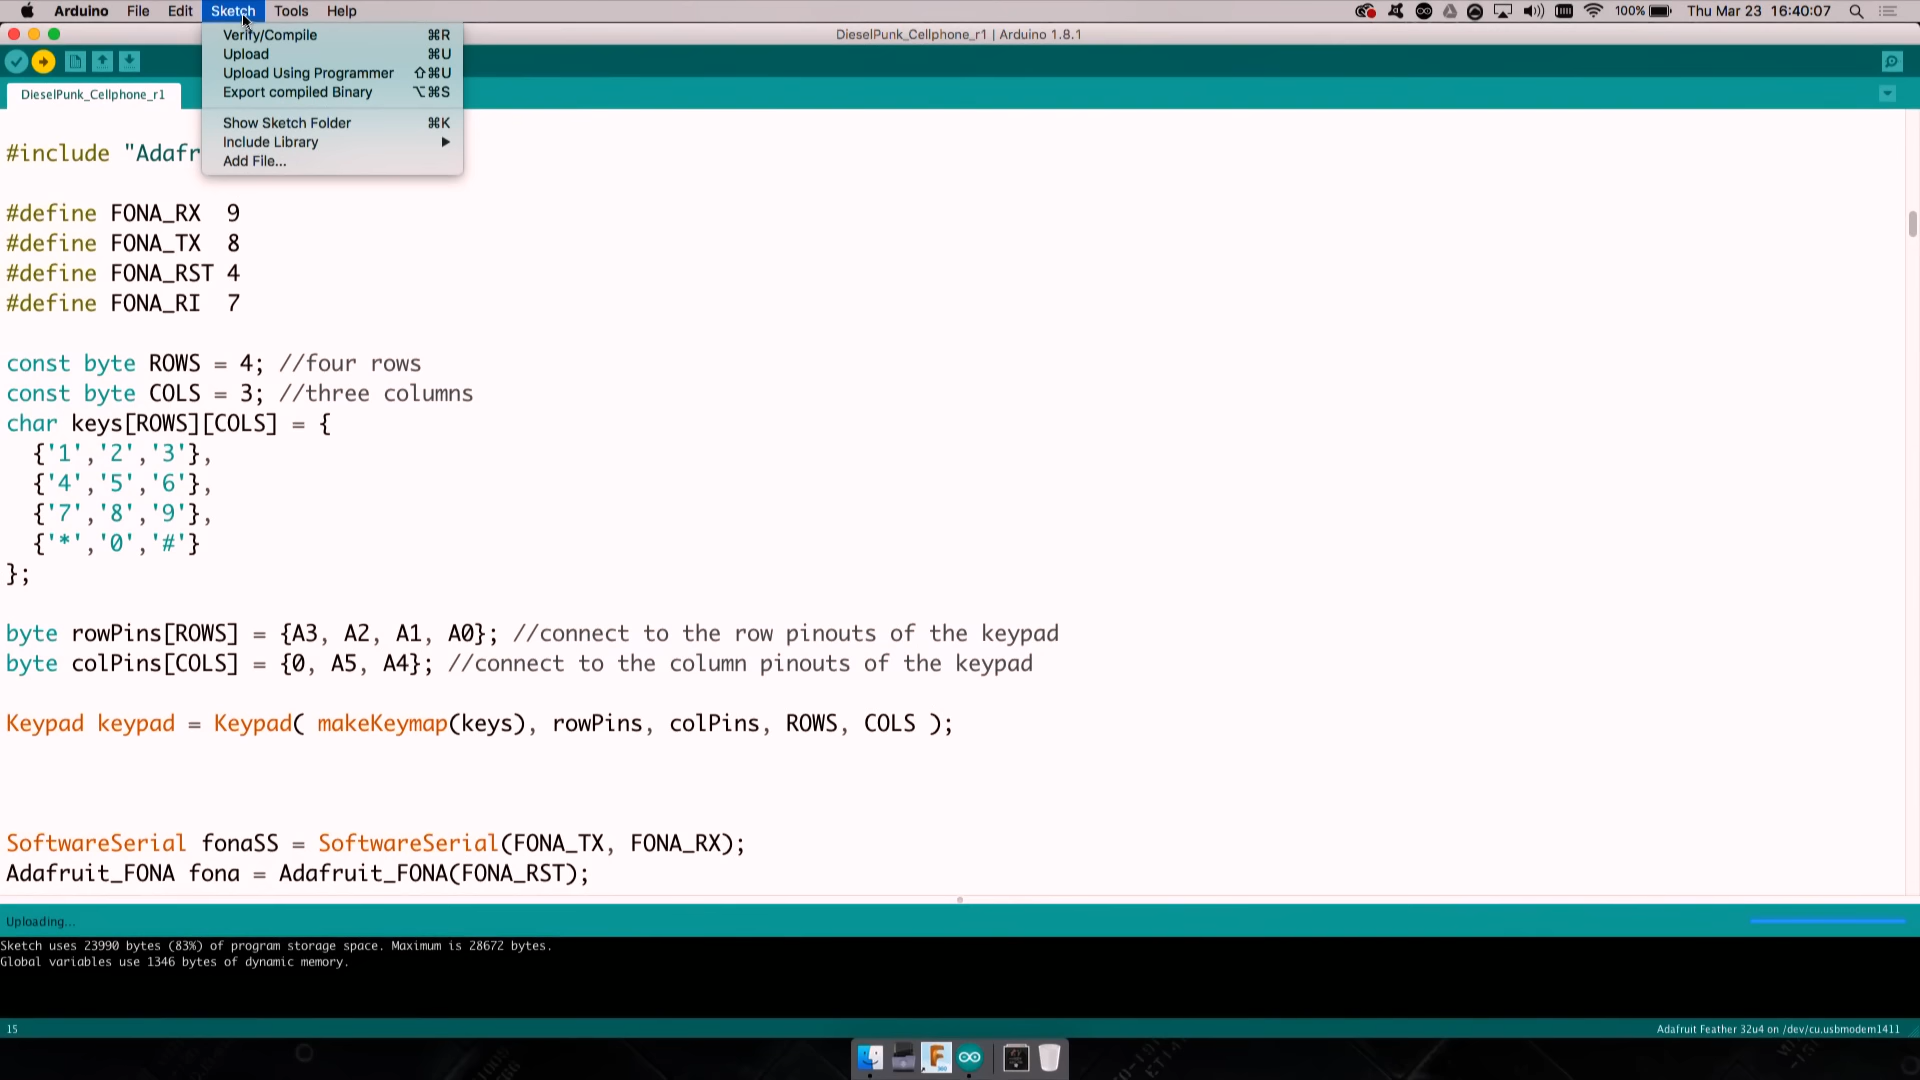 Arduino File Edit Sketch Tools Help 100% Thu Mar 23 16:40:07
DieselPunk_Cellphone_r1 | Arduino 1.8.1
Verify/Compile ⌘R
Upload ⌘U
Upload Using Programmer ⇧⌘U
Export compiled Binary ⌥⌘S
Show Sketch Folder ⌘K
Include Library
Add File...
DieselPunk_Cellphone_r1
#include "Adafr
#define FONA_RX 9
#define FONA_TX 8
#define FONA_RST 4
#define FONA_RI 7
const byte ROWS = 4; //four rows
const byte COLS = 3; //three columns
char keys[ROWS][COLS] = {
{'1','2','3'},
{'4','5','6'},
{'7','8','9'},
{'*','0','#'}
};
byte rowPins[ROWS] = {A3, A2, A1, A0}; //connect to the row pinouts of the keypad
byte colPins[COLS] = {0, A5, A4}; //connect to the column pinouts of the keypad
Keypad keypad = Keypad( makeKeymap(keys), rowPins, colPins, ROWS, COLS );
SoftwareSerial fonaSS = SoftwareSerial(FONA_TX, FONA_RX);
Adafruit_FONA fona = Adafruit_FONA(FONA_RST);
Uploading...
Sketch uses 23990 bytes (83%) of program storage space. Maximum is 28672 bytes.
Global variables use 1346 bytes of dynamic memory.
15 Adafruit Feather 32u4 on /dev/cu.usbmodem1411